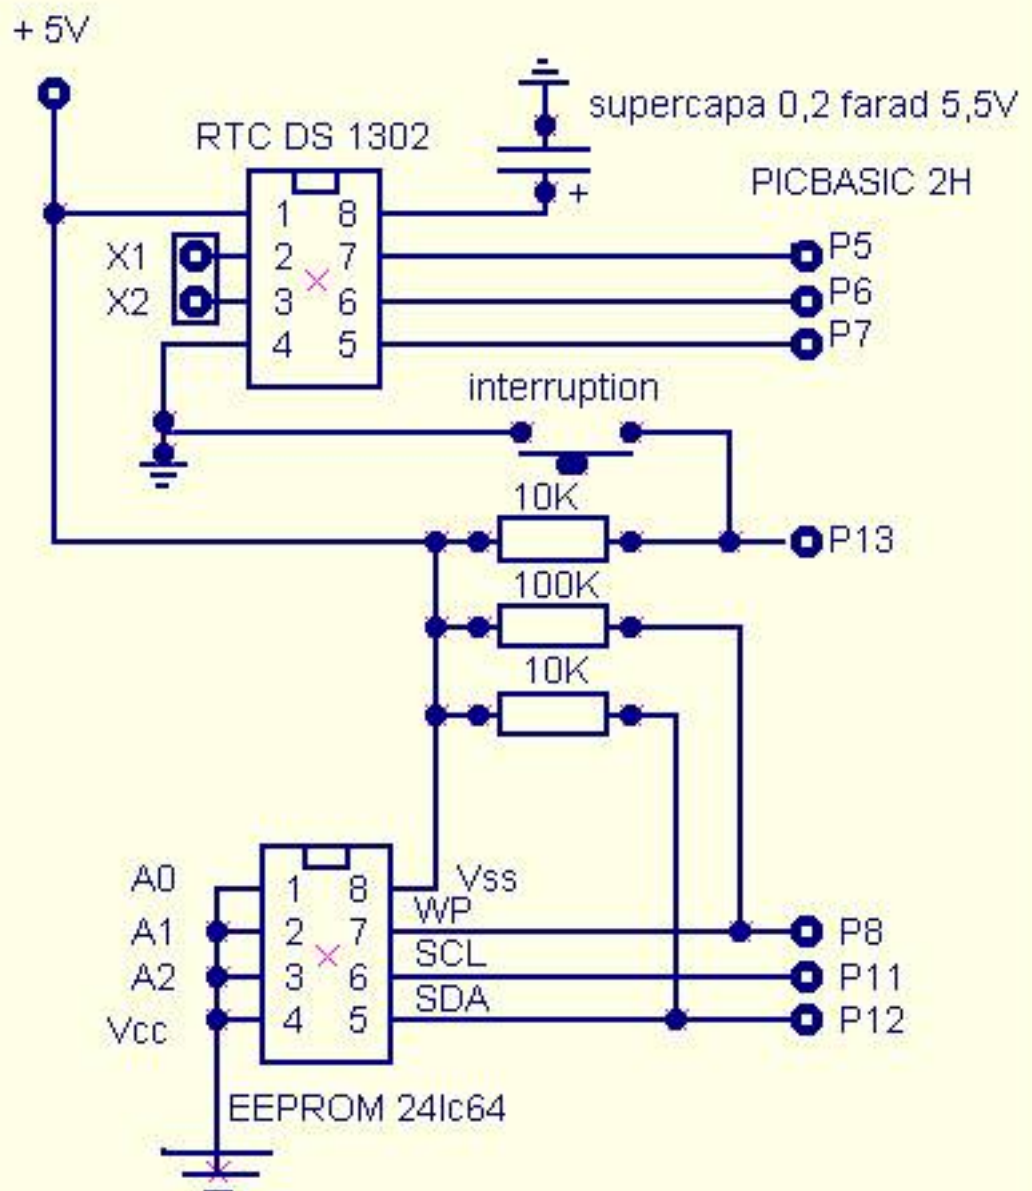 + 5V
supercapa 0,2 farad 5,5V
RTC DS 1302
+
PICBASIC 2H
1 8
X1
2 7
P5
X2
3 6
P6
4 5
P7
interruption
10K
P13
100K
10K
A0
1 8
Vss
WP
A1
2 7
P8
SCL
A2
3 6
P11
SDA
Vcc
4 5
P12
EEPROM 24lc64